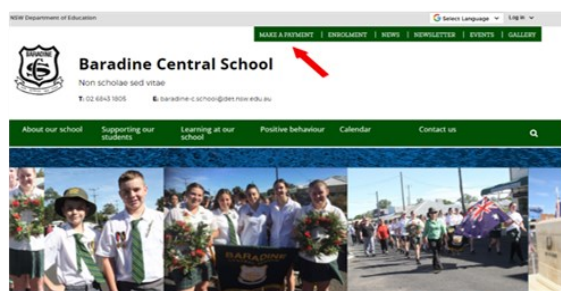 NSW Department of Education
Select Language
Log in
MAKE A PAYMENT | ENROLMENT | NEWS | NEWSLETTER | EVENTS | GALLERY
BARADINE
Baradine Central School
Non scholae sed vitae
T: 02 6843 1805 E: baradine-c.school@det.nsw.edu.au
About our school Supporting our students Learning at our school Positive behaviour Calendar Contact us
BARADINE